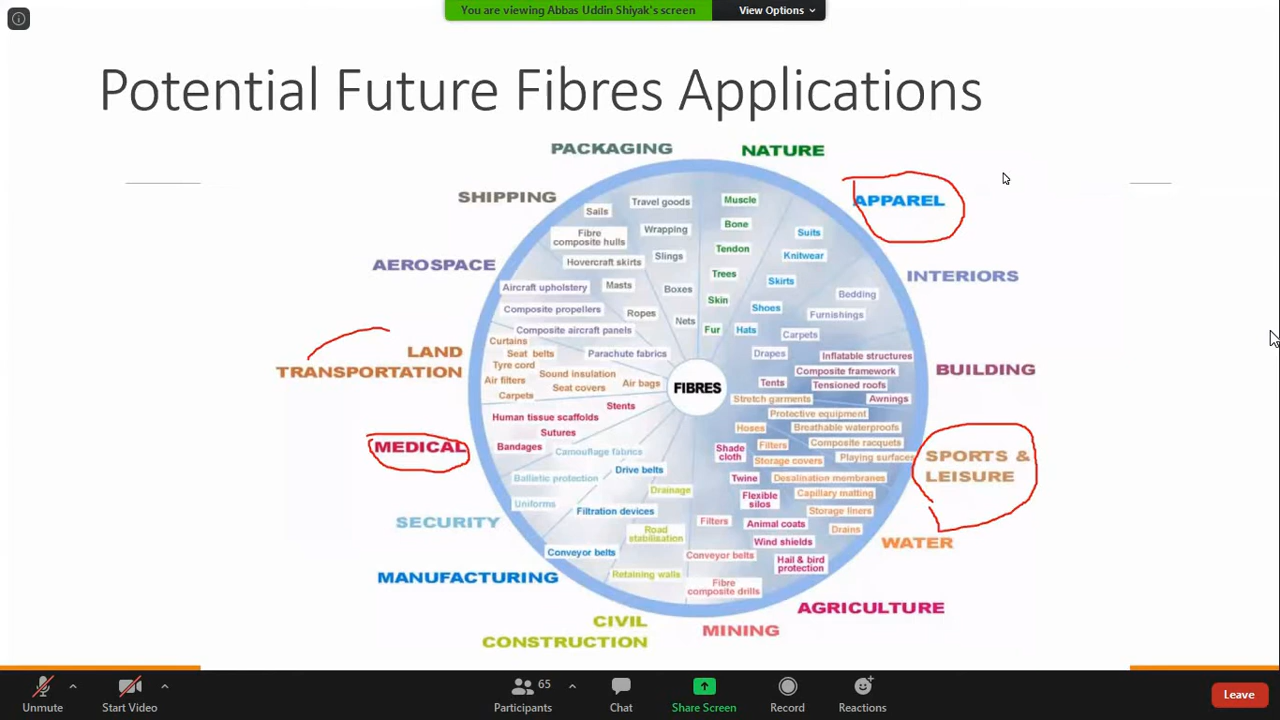 You are viewing Abbas Uddin Shiyak's screen
View Options
Potential Future Fibres Applications
PACKAGING
NATURE
SHIPPING
APPAREL
AEROSPACE
INTERIORS
LAND
TRANSPORTATION
BUILDING
MEDICAL
SPORTS &
LEISURE
SECURITY
WATER
MANUFACTURING
AGRICULTURE
CIVIL
CONSTRUCTION
MINING
FIBRES
Travel goods
Wrapping
Slings
Boxes
Nets
Muscle
Bone
Tendon
Trees
Skin
Fur
Suits
Knitwear
Skirts
Shoes
Hats
Bedding
Furnishings
Carpets
Drapes
Inflatable structures
Composite framework
Tents
Tensioned roofs
Awnings
Stretch garments
Protective equipment
Breathable waterproofs
Composite racquets
Playing surfaces
Hoses
Filters
Storage covers
Desalination membranes
Capillary matting
Storage liners
Drains
Shade
cloth
Twine
Flexible
silos
Animal coats
Wind shields
Hail & bird
protection
Filters
Conveyor belts
Fibre
composite drills
Drainage
Road
stabilisation
Retaining walls
Drive belts
Filtration devices
Conveyor belts
Camouflage fabrics
Ballistic protection
Uniforms
Stents
Human tissue scaffolds
Sutures
Bandages
Curtains
Seat belts
Tyre cord
Sound insulation
Air filters
Seat covers
Air bags
Carpets
Aircraft upholstery
Composite propellers
Composite aircraft panels
Parachute fabrics
Sails
Fibre
composite hulls
Hovercraft skirts
Masts
Ropes
Unmute
Start Video
65
Participants
Chat
Share Screen
Record
Reactions
Leave